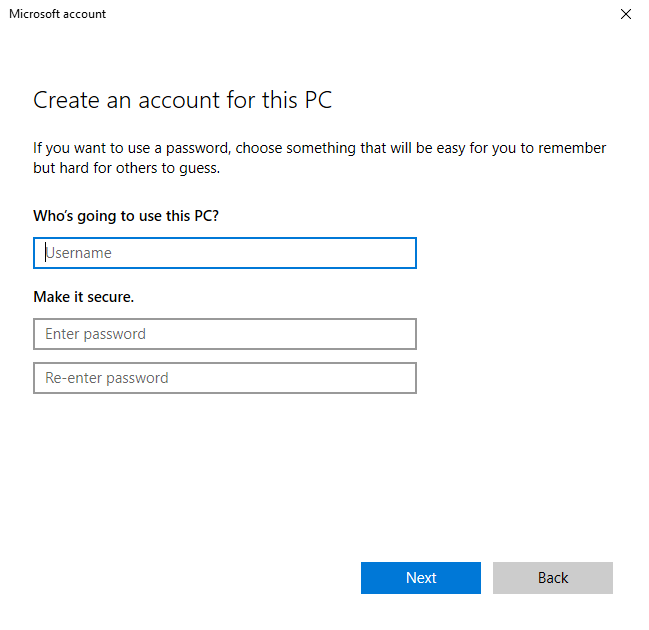 Microsoft account
Create an account for this PC
If you want to use a password, choose something that will be easy for you to remember
but hard for others to guess.
Who's going to use this PC?
Username
Make it secure.
Enter password
Re-enter password
Next Back